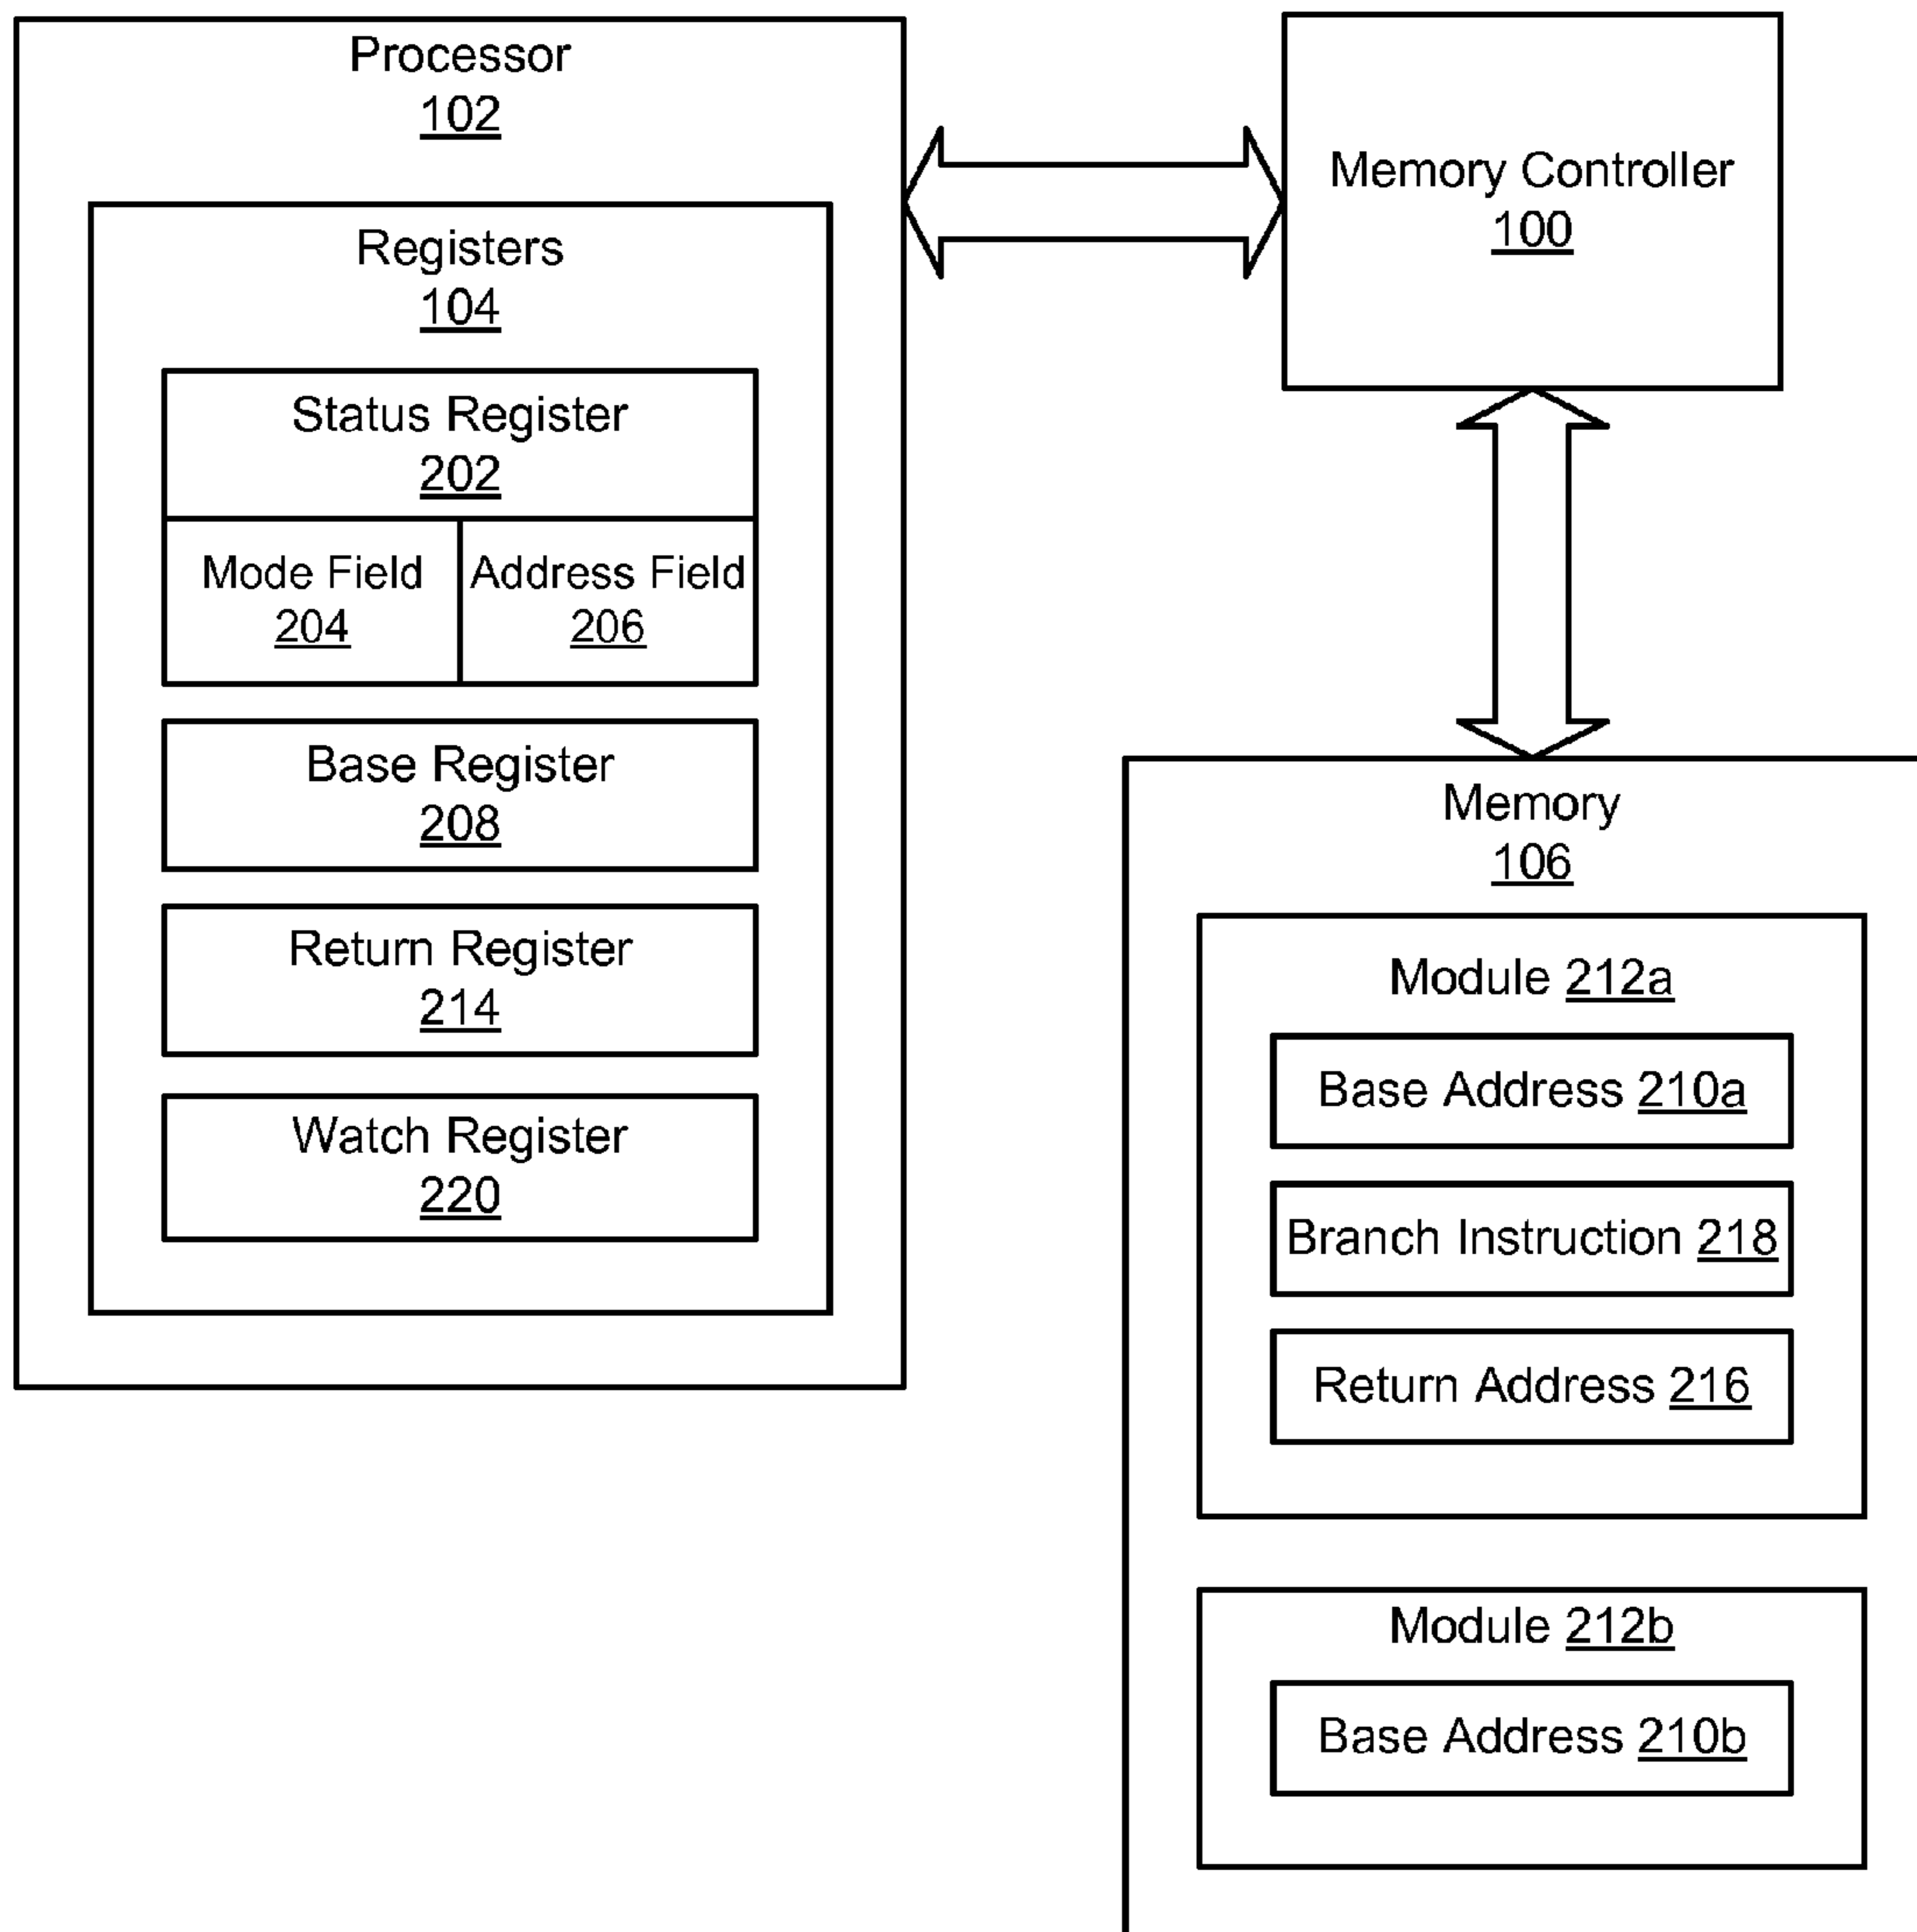 Processor
102
Registers
104
Status Register
202
Mode Field
204
Address Field
206
Base Register
208
Return Register
214
Watch Register
220
Memory Controller
100
Memory
106
Module 212a
Base Address 210a
Branch Instruction 218
Return Address 216
Module 212b
Base Address 210b